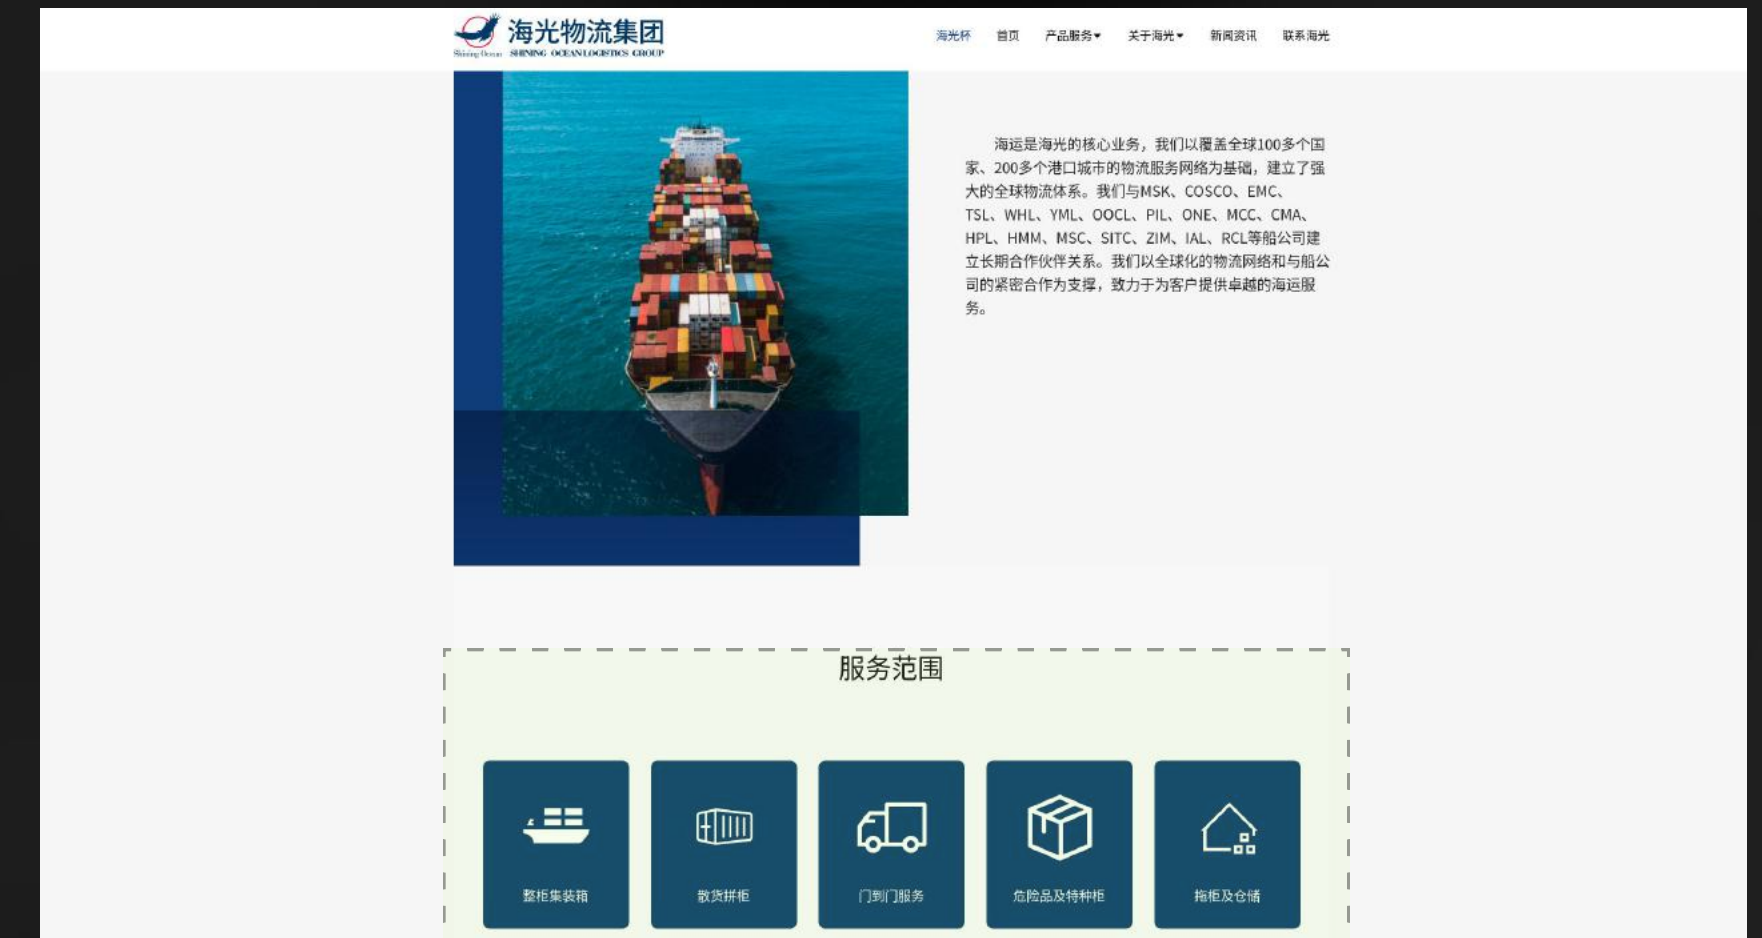 海光物流集团
Shining Ocean SHINING OCEAN LOGISTICS GROUP
海光杯 首页 产品服务 关于海光 新闻资讯 联系海光
海运是海光的核心业务，我们以覆盖全球100多个国
家、200多个港口城市的物流服务网络为基础，建立了强
大的全球物流体系。我们与MSK、COSCO、EMC、
TSL、WHL、YML、OOCL、PIL、ONE、MCC、CMA、
HPL、HMM、MSC、SITC、ZIM、IAL、RCL等船公司建
立长期合作伙伴关系。我们以全球化的物流网络和与船公
司的紧密合作为支撑，致力于为客户提供卓越的海运服
务。
服务范围
整柜集装箱
散货拼柜
门到门服务
危险品及特种柜
拖柜及仓储